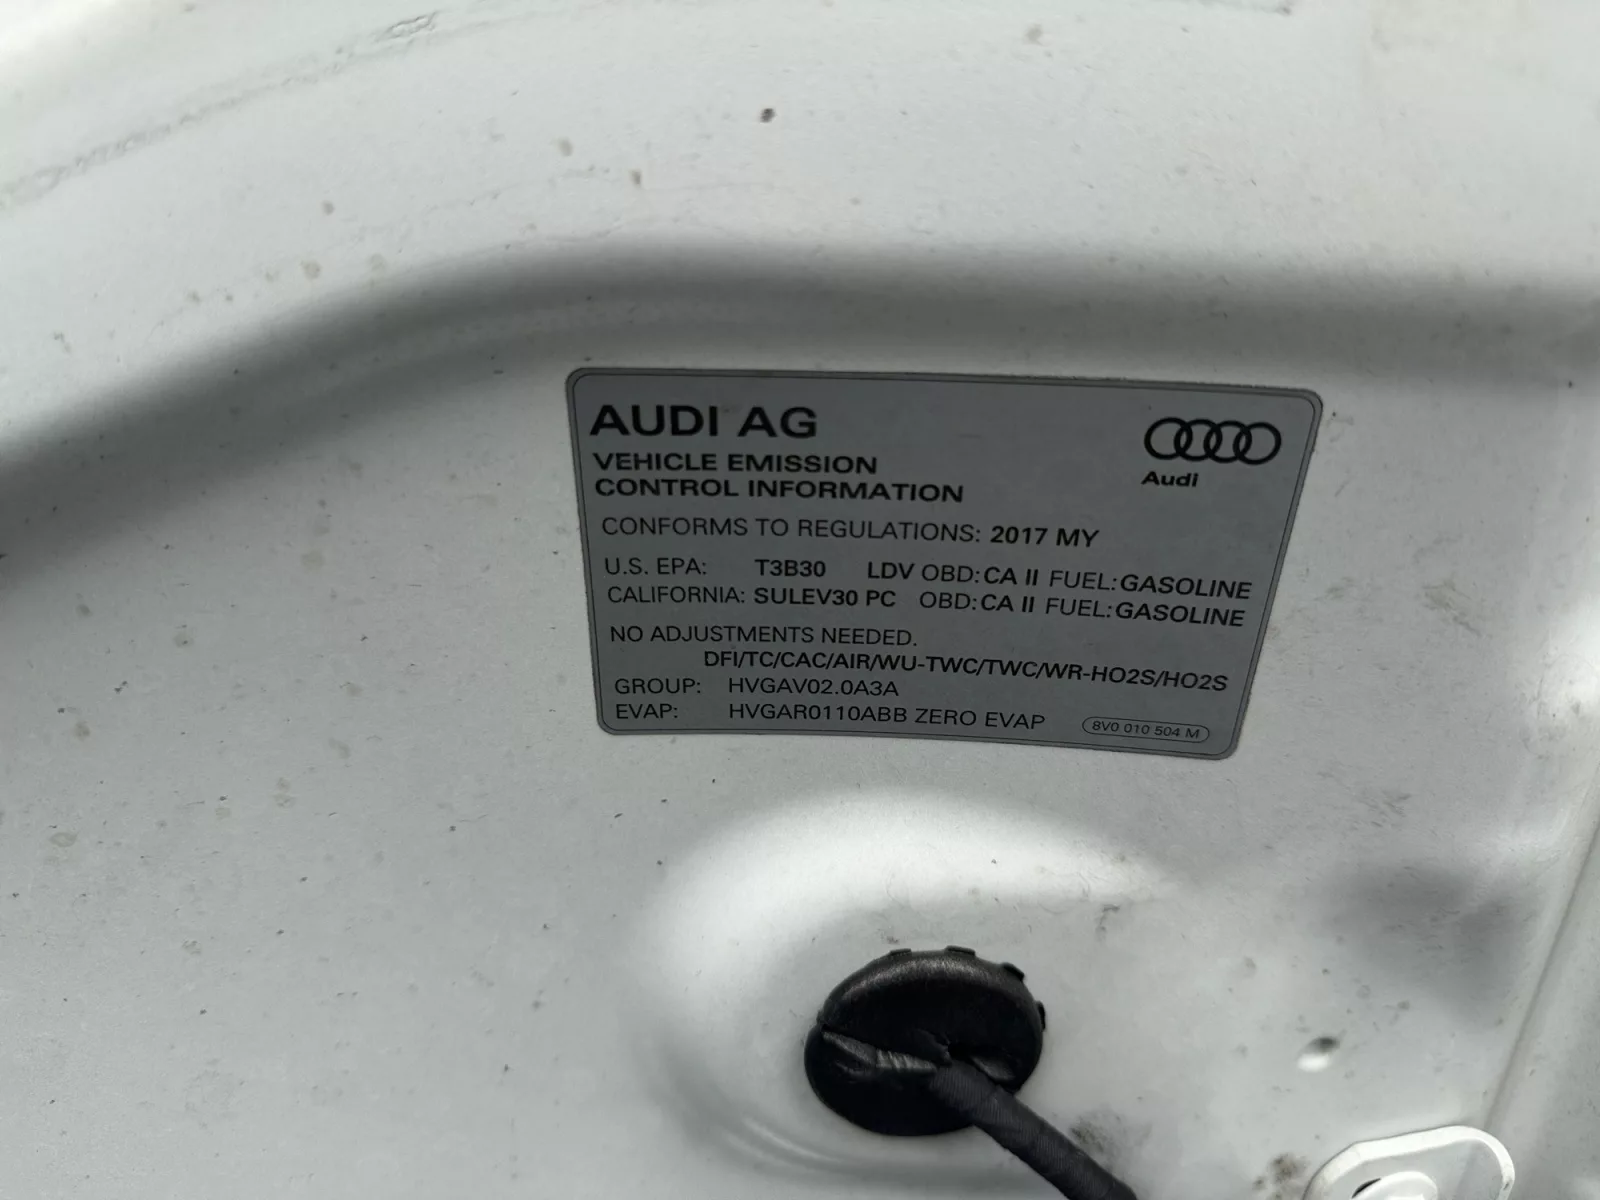 AUDI AG
Audi
VEHICLE EMISSION
CONTROL INFORMATION
CONFORMS TO REGULATIONS: 2017 MY
U.S. EPA: T3B30 LDV OBD: CA II FUEL: GASOLINE
CALIFORNIA: SULEV30 PC OBD: CA II FUEL: GASOLINE
NO ADJUSTMENTS NEEDED.
DFI/TC/CAC/AIR/WU-TWC/TWC/WR-HO2S/HO2S
GROUP: HVGAV02.0A3A
EVAP: HVGAR0110ABB ZERO EVAP
8V0 010 504 M